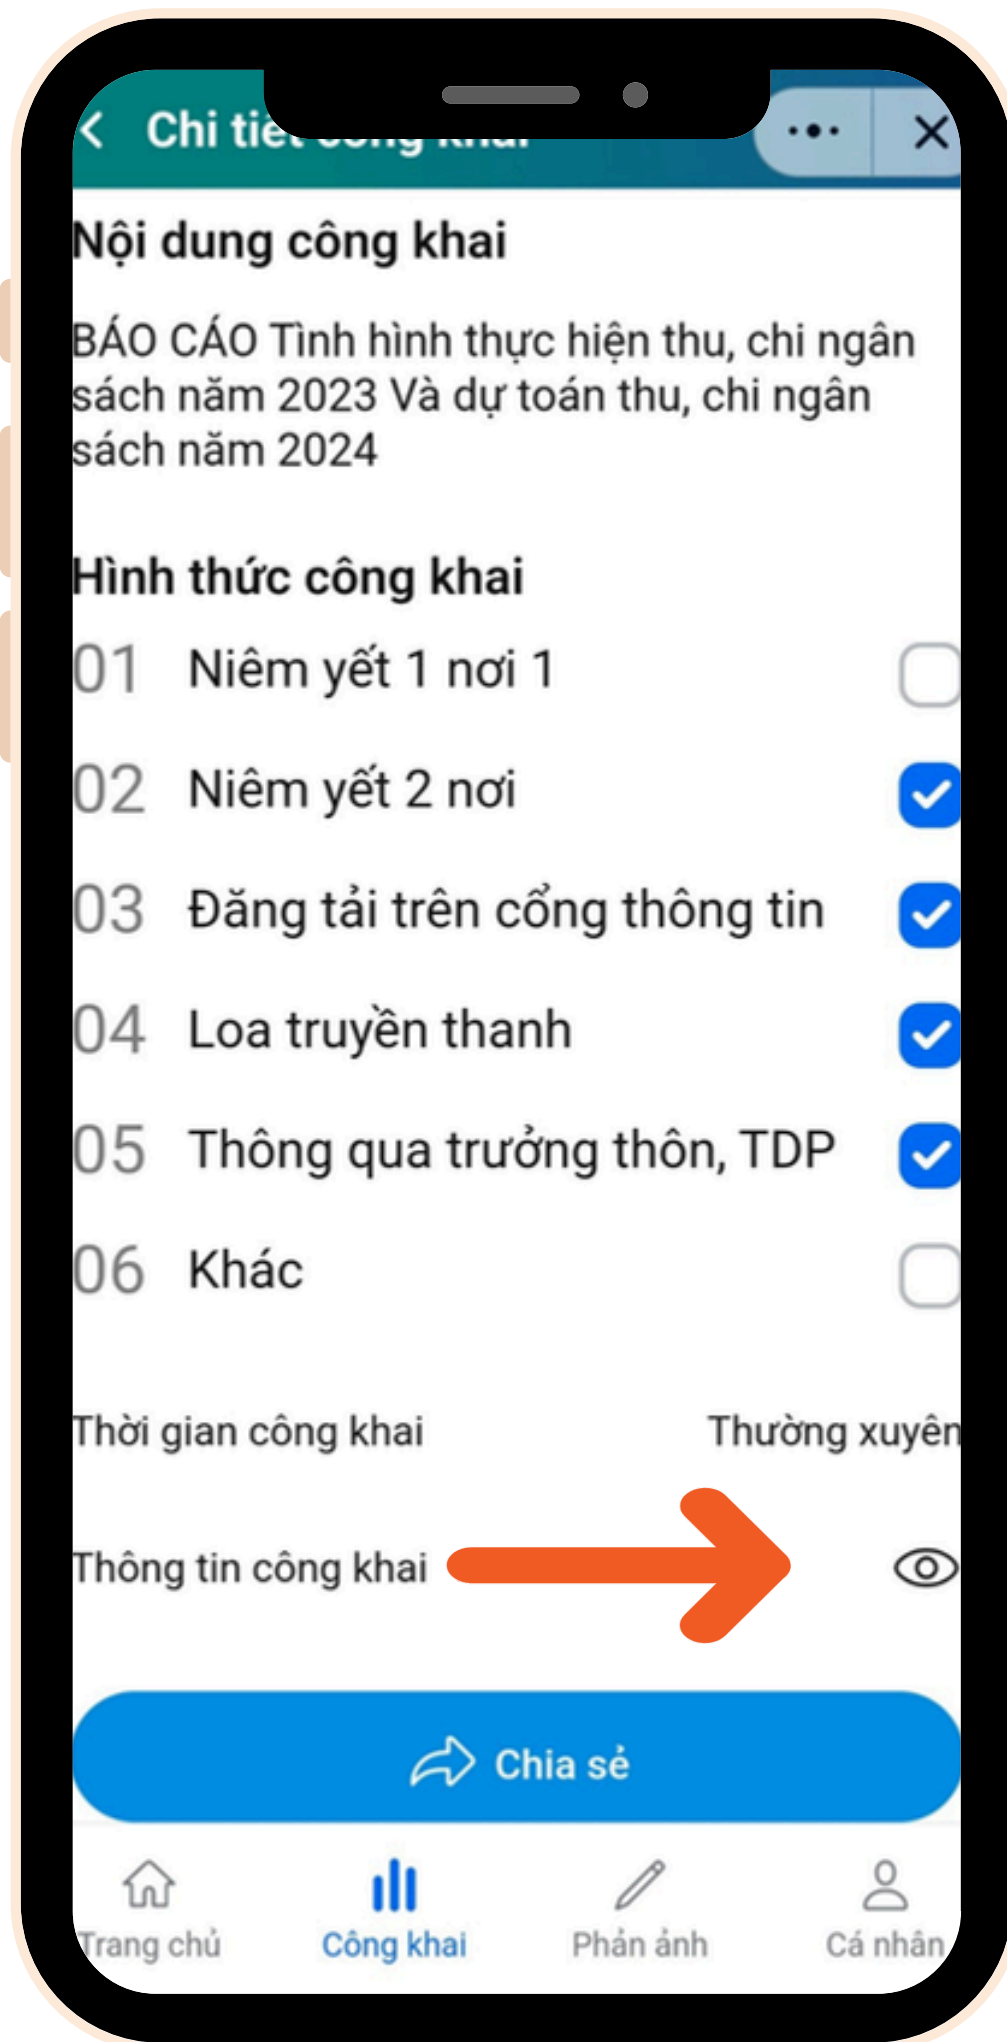 Chi tiết công khai
Nội dung công khai
BÁO CÁO Tình hình thực hiện thu, chi ngân
sách năm 2023 Và dự toán thu, chi ngân
sách năm 2024
Hình thức công khai
01 Niêm yết 1 nơi 1
02 Niêm yết 2 nơi
03 Đăng tải trên cổng thông tin
04 Loa truyền thanh
05 Thông qua trưởng thôn, TDP
06 Khác
Thời gian công khai Thường xuyên
Thông tin công khai
Chia sẻ
Trang chủ Công khai Phản ánh Cá nhân